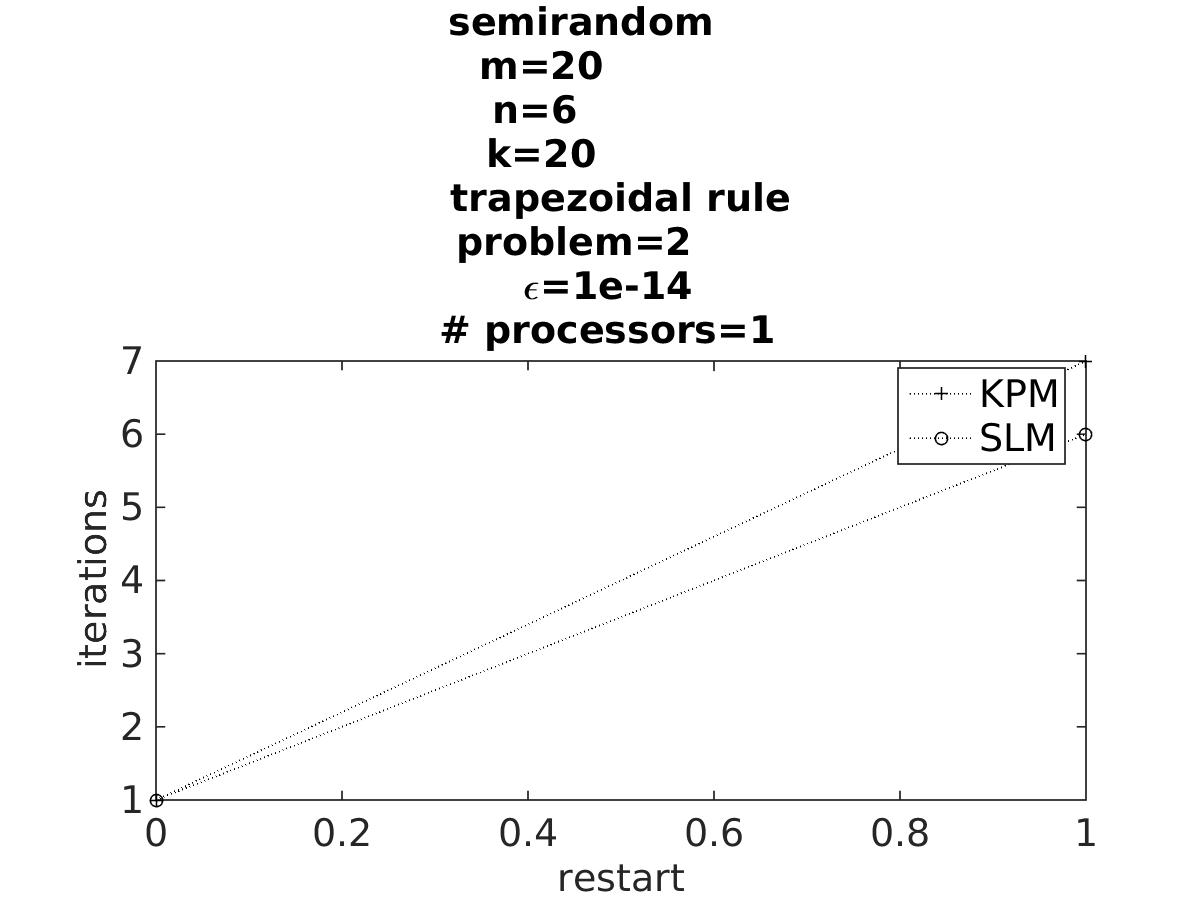 semirandom
m=20
n=6
k=20
trapezoidal rule
problem=2
ϵ=1e-14
# processors=1
7
6
5
4
3
2
1
iterations
KPM
SLM
0 0.2 0.4 0.6 0.8 1
restart